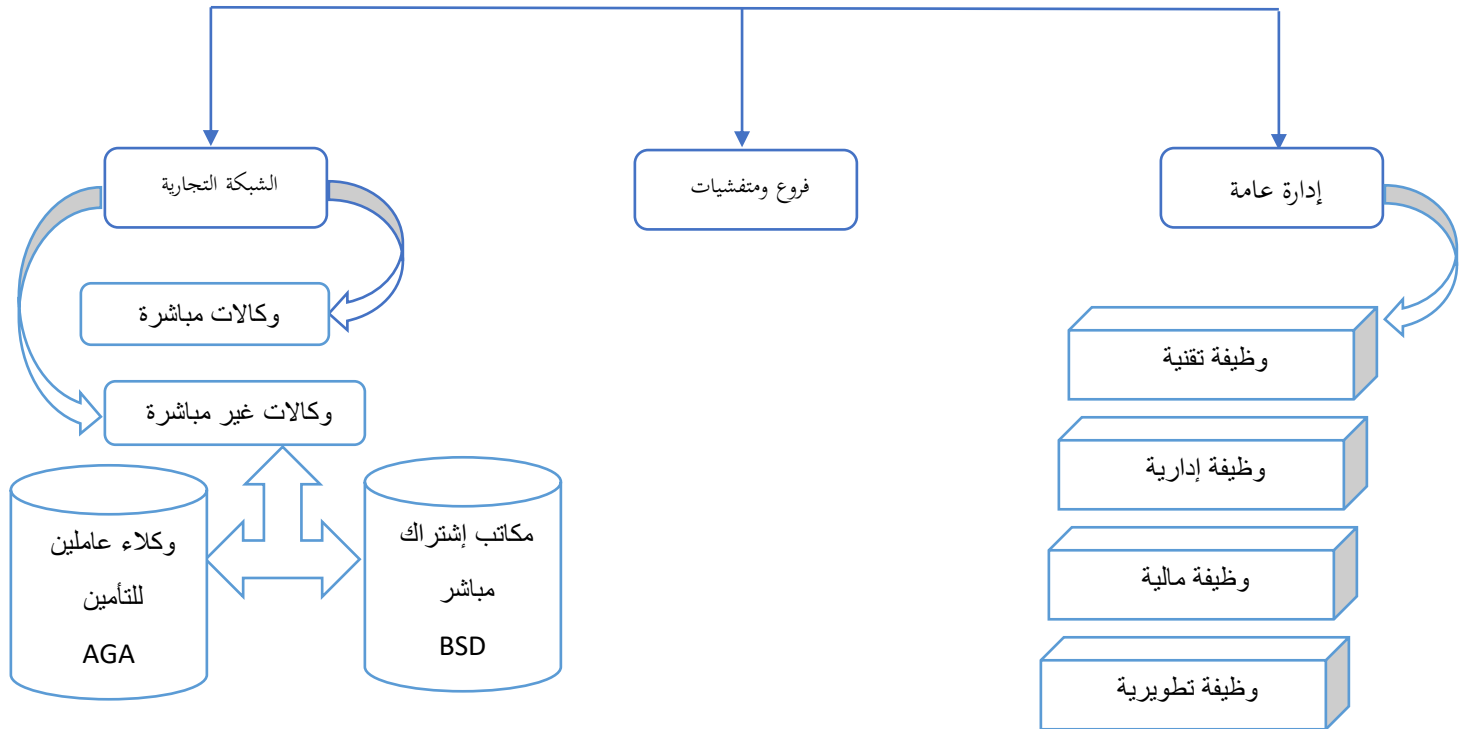 إدارة عامة
فروع ومتفشيات
الشبكة التجارية
وكالات مباشرة
وظيفة تقنية
وكالات غير مباشرة
وظيفة إدارية
مكاتب إشتراك
مباشر
BSD
وكلاء عاملين
للتأمين
AGA
وظيفة مالية
وظيفة تطويرية